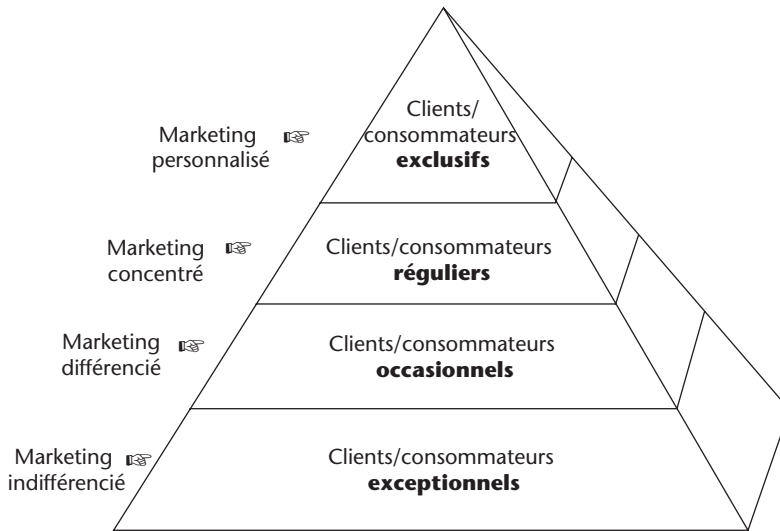 Marketing ☞
personnalisé
Clients/
consommateurs
exclusifs
Marketing ☞
concentré
Clients/consommateurs
réguliers
Marketing ☞
différencié
Clients/consommateurs
occasionnels
Marketing ☞
indifférencié
Clients/consommateurs
exceptionnels